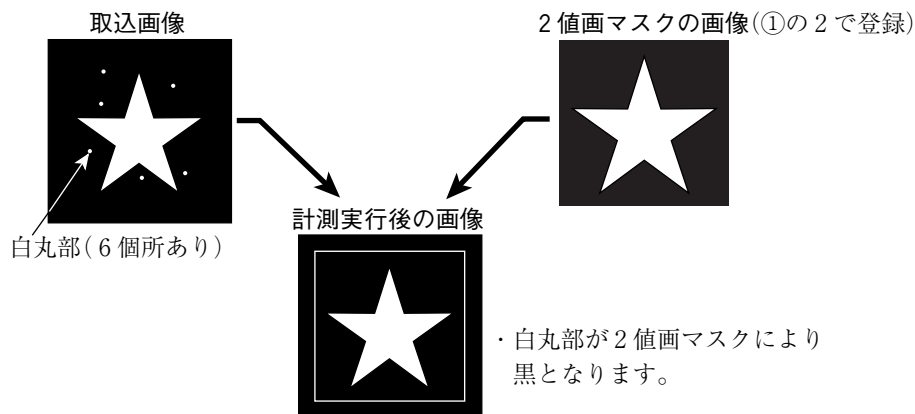 取込画像
2値画マスクの画像(①の2で登録)
白丸部(6個所あり)
計測実行後の画像
・白丸部が2値画マスクにより
黒となります。